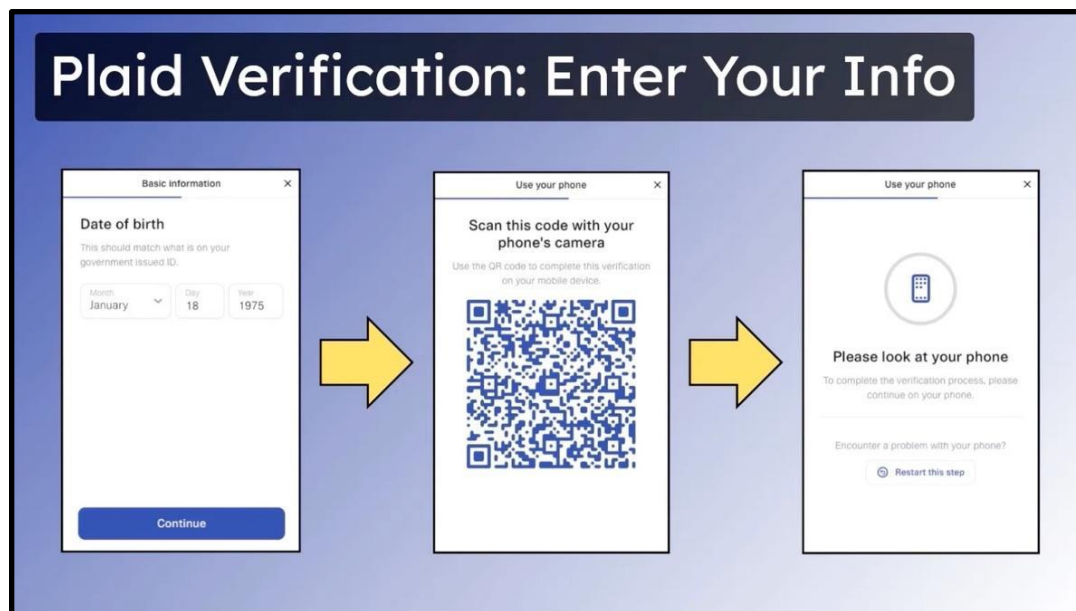 Plaid Verification: Enter Your Info
Basic information
Date of birth
This should match what is on your
government issued ID.
Month
January
Day
18
Year
1975
Continue
Use your phone
Scan this code with your
phone's camera
Use the QR code to complete this verification
on your mobile device.
Use your phone
Please look at your phone
To complete the verification process, please
continue on your phone.
Encounter a problem with your phone?
Restart this step